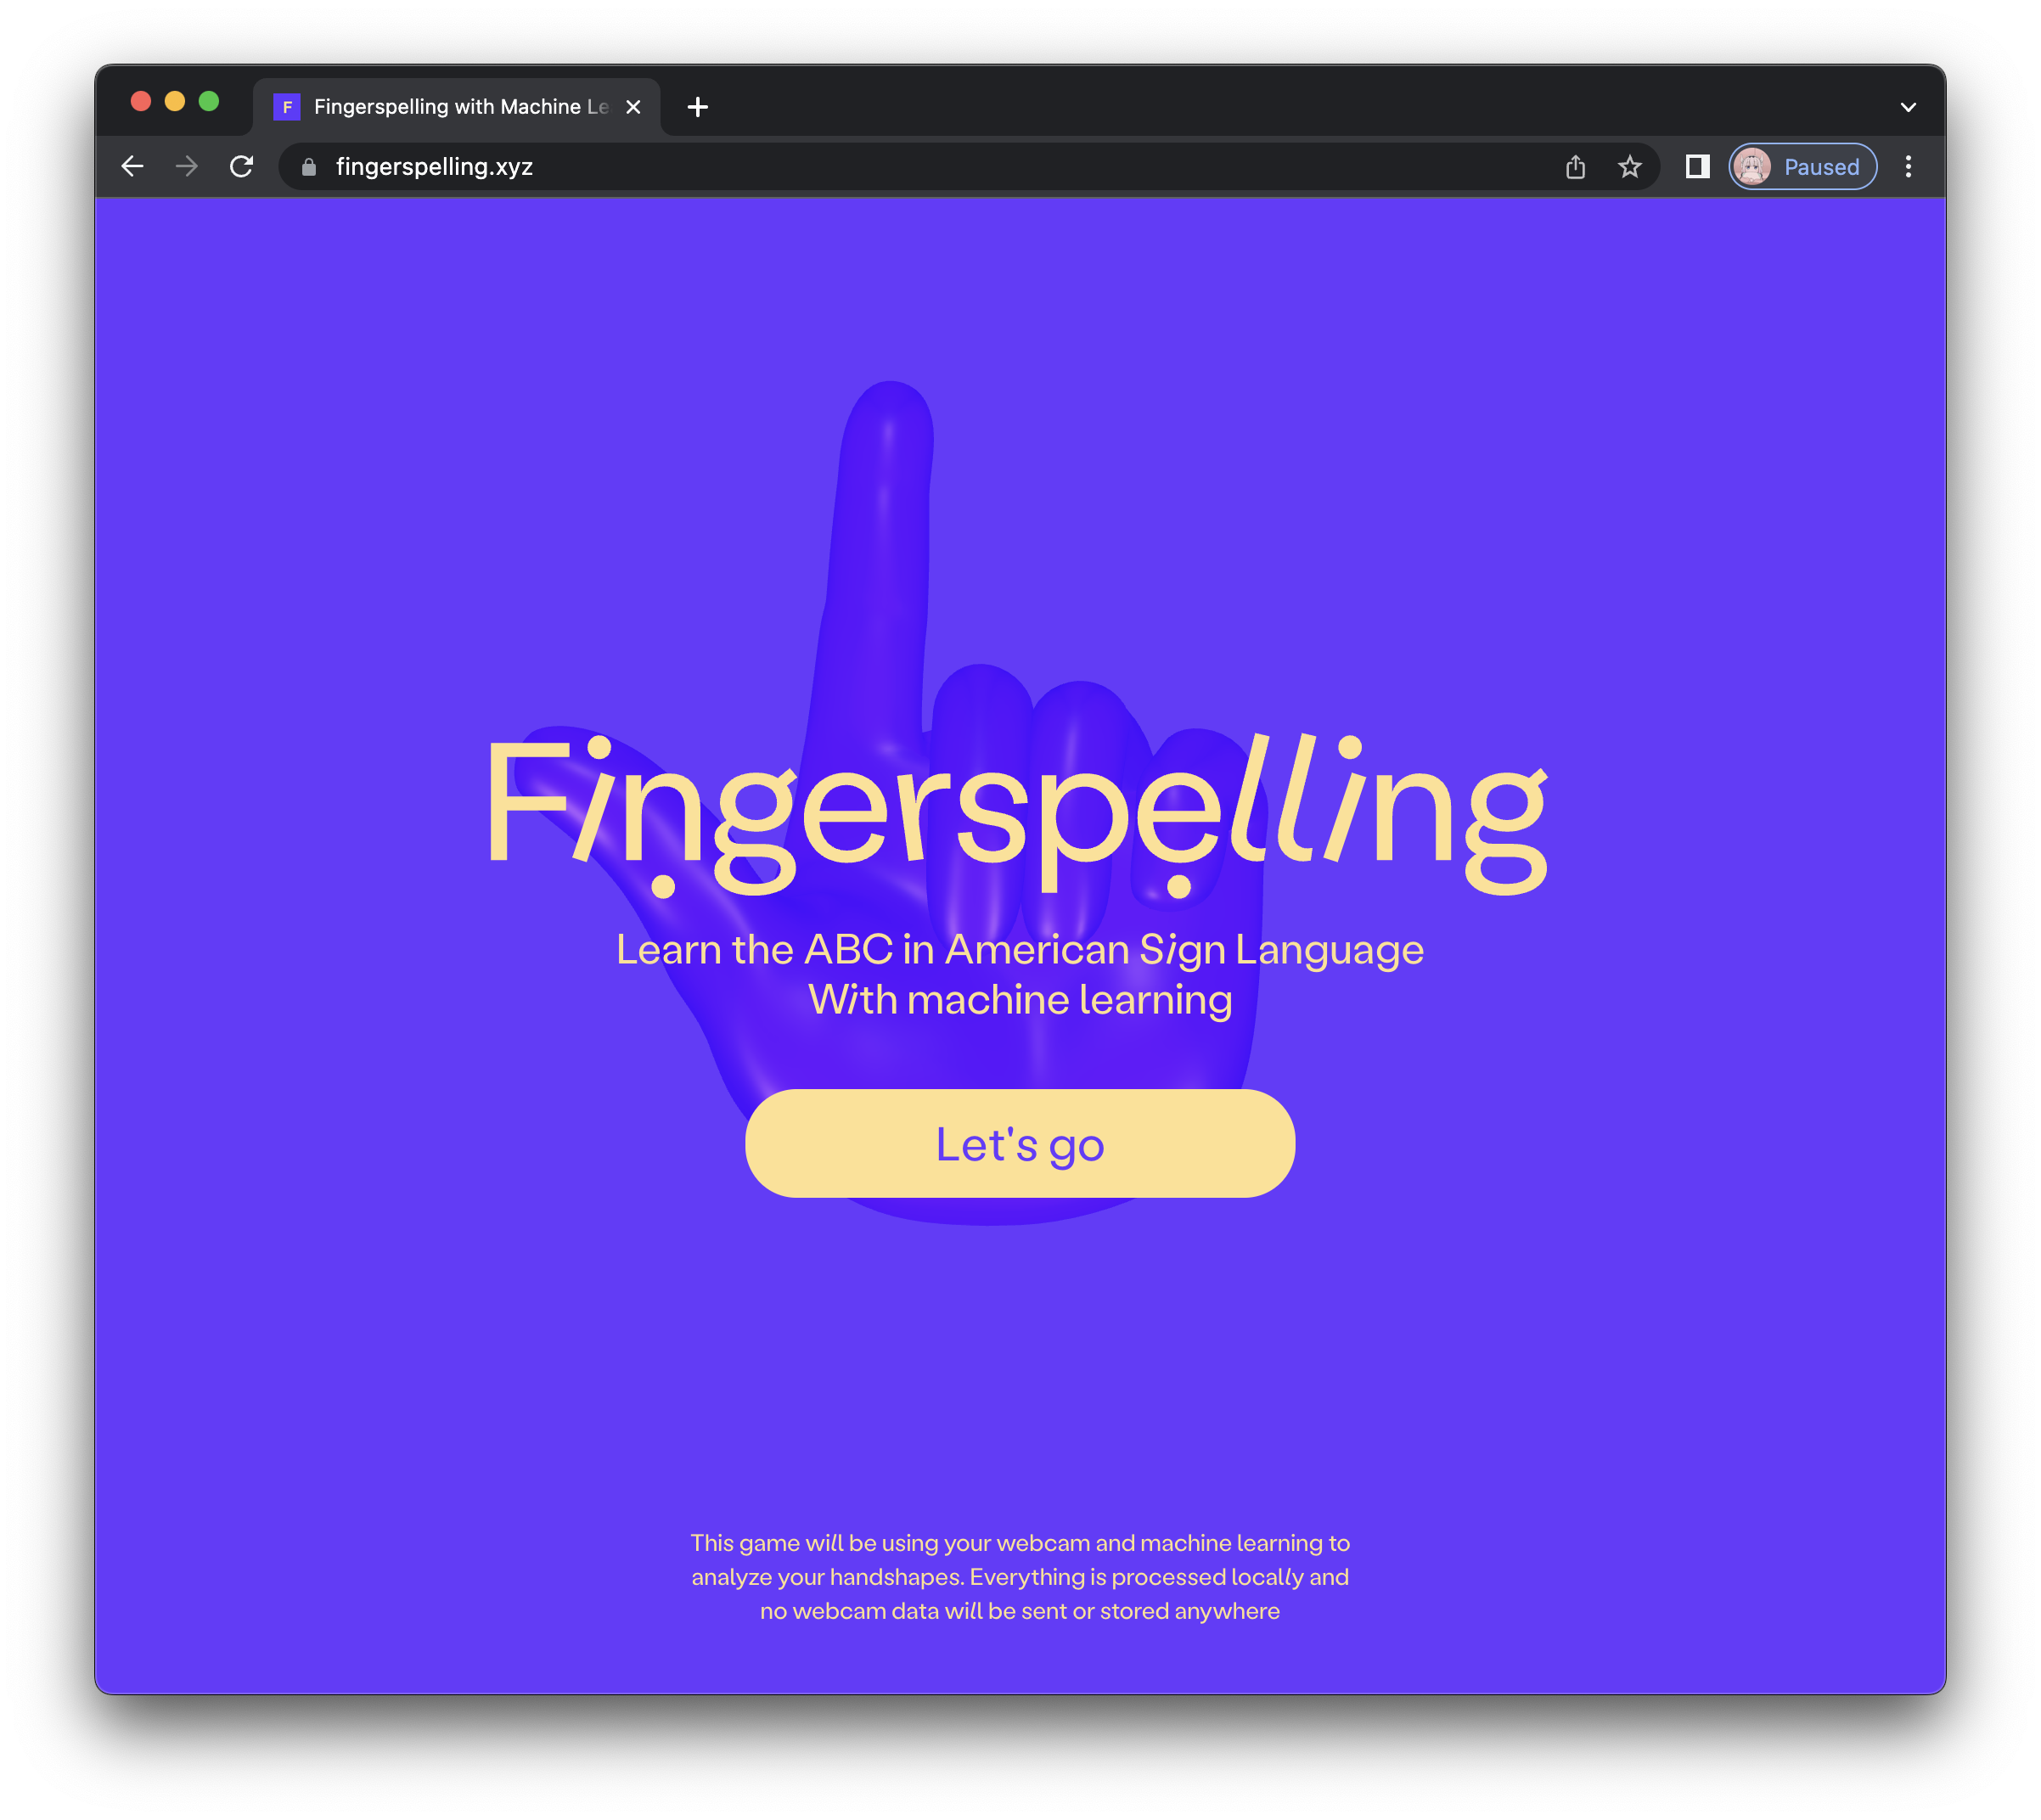 F Fingerspelling with Machine Le
fingerspelling.xyz
Paused
Fingerspelling
Learn the ABC in American Sign Language
With machine learning
Let's go
This game will be using your webcam and machine learning to
analyze your handshapes. Everything is processed locally and
no webcam data will be sent or stored anywhere